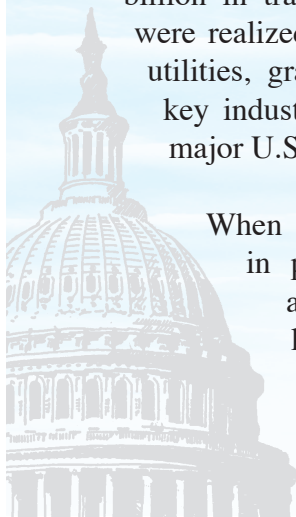 billion in tra
were realized
utilities, gra
key indust
major U.S
When
in p
a